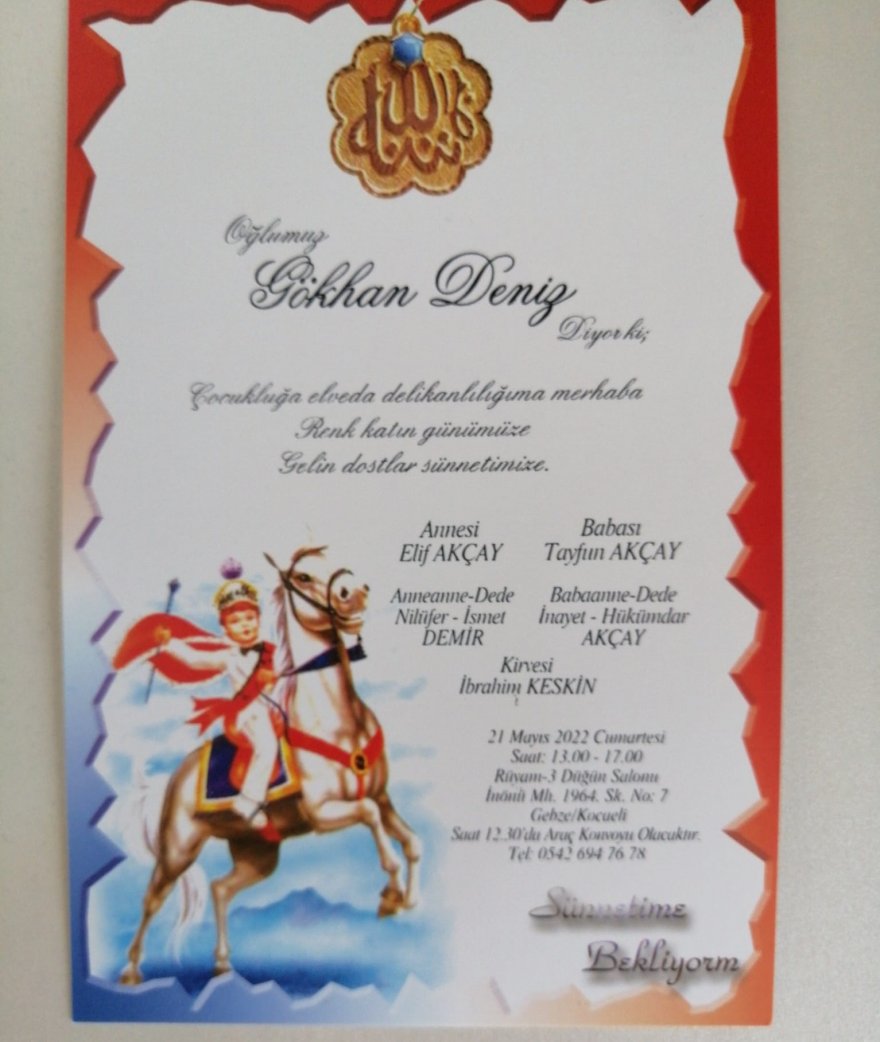 Oğlumuz
Gökhan Deniz
Diyor ki;
Çocukluğa elveda delikanlılığıma merhaba
Renk katın günümüze
Gelin dostlar sünnetimize.
Annesi
Elif AKÇAY
Babası
Tayfun AKÇAY
Anneanne-Dede
Nilüfer - İsmet
DEMİR
Babaanne-Dede
İnayet - Hükümdar
AKÇAY
Kirvesi
İbrahim KESKİN
21 Mayıs 2022 Cumartesi
Saat: 13.00 - 17.00
Rüyam-3 Düğün Salonu
İnönü Mh. 1964. Sk. No: 7
Gebze/Kocaeli
Saat 12.30'da Araç Konvoyu Olacaktır.
Tel: 0542 694 76 78
Sünnetime
Bekliyorm